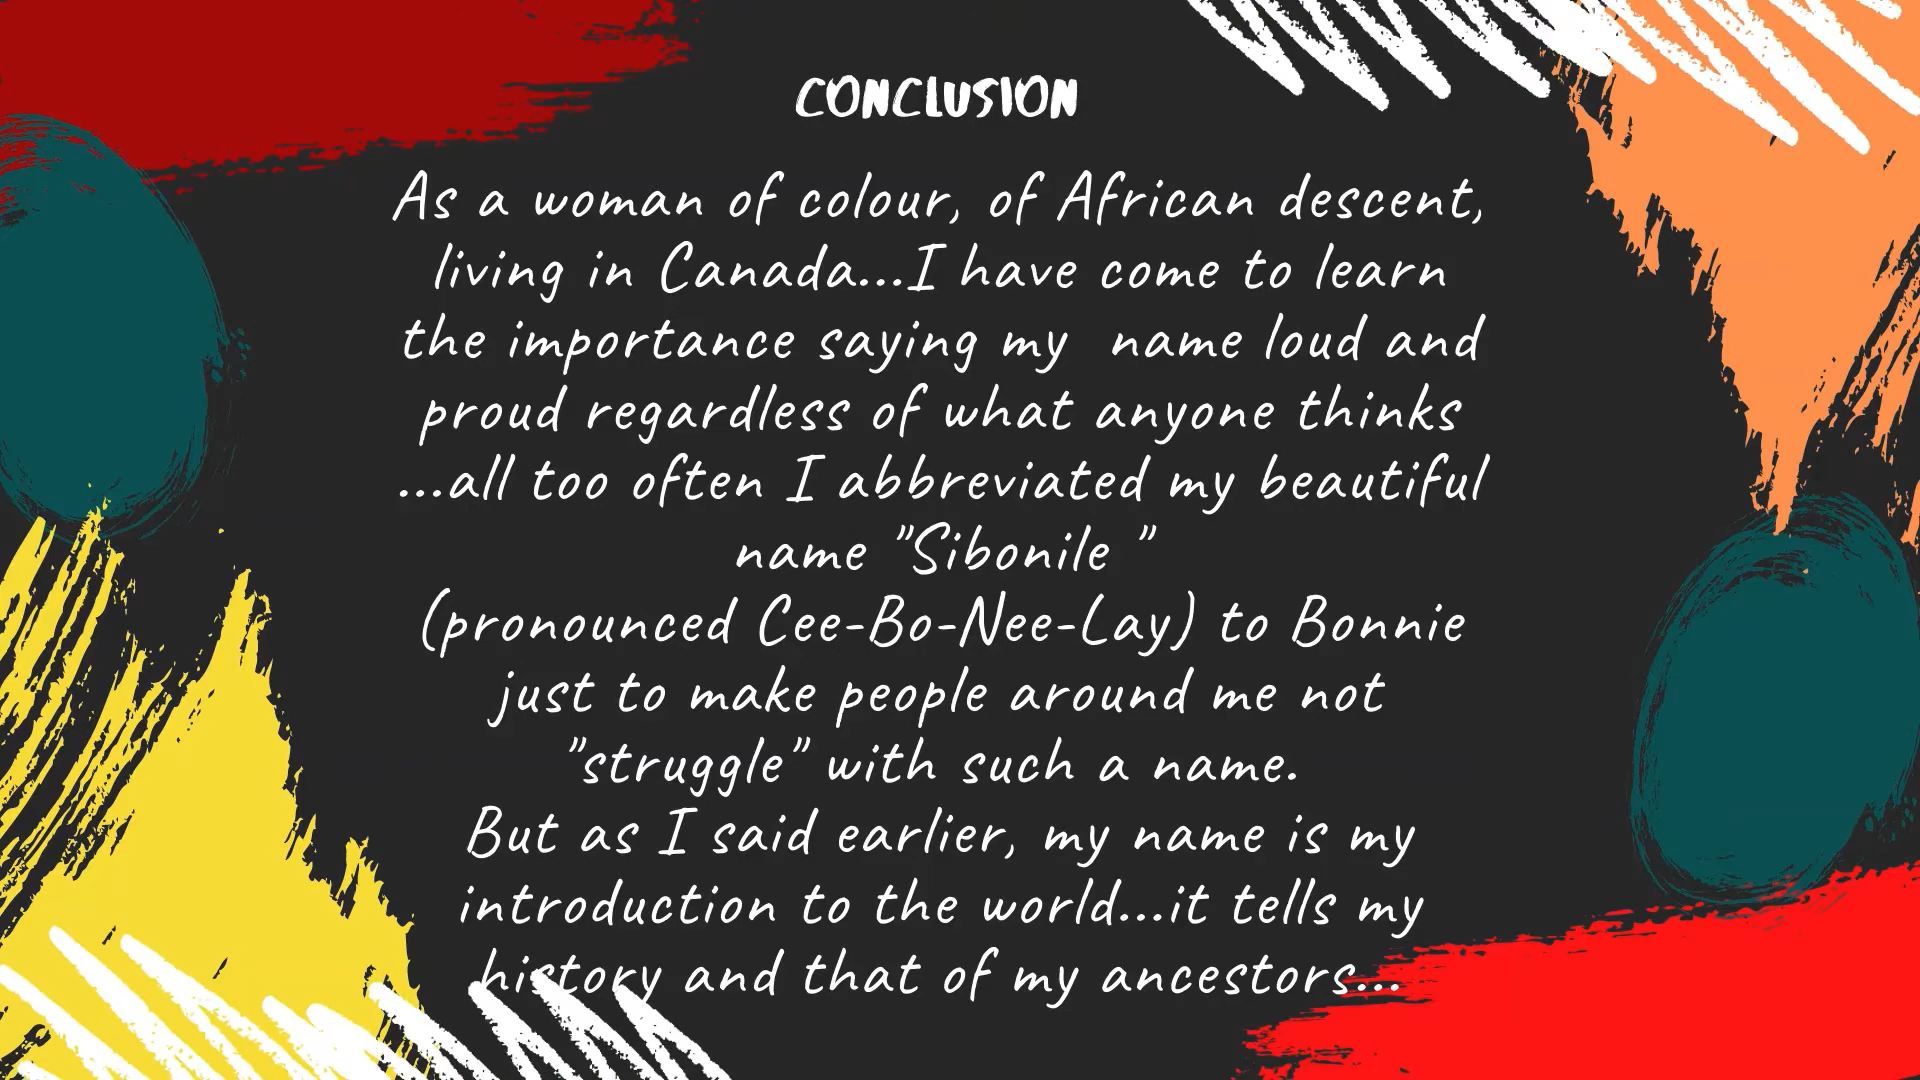 CONCLUSION
As a woman of colour, of African descent,
living in Canada...I have come to learn
the importance saying my name loud and
proud regardless of what anyone thinks
...all too often I abbreviated my beautiful
name "Sibonile "
(pronounced Cee-Bo-Nee-Lay) to Bonnie
just to make people around me not
"struggle" with such a name.
But as I said earlier, my name is my
introduction to the world...it tells my
history and that of my ancestors...